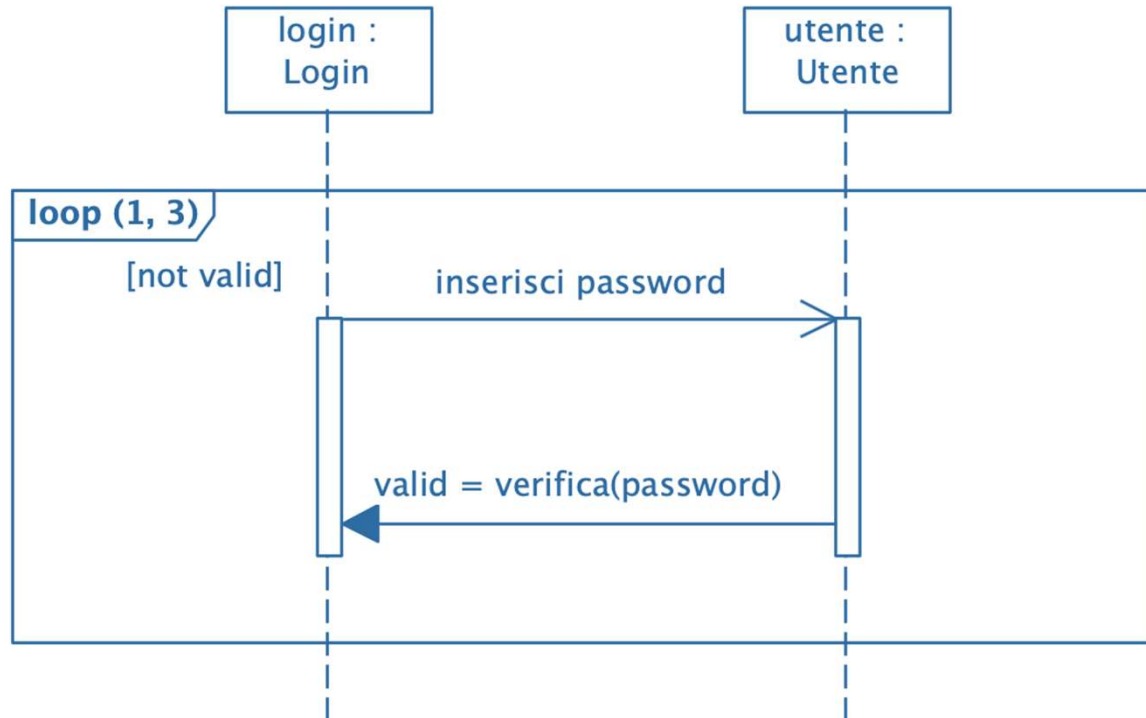 login :
Login
utente :
Utente
loop (1, 3)
[not valid]
inserisci password
valid = verifica(password)